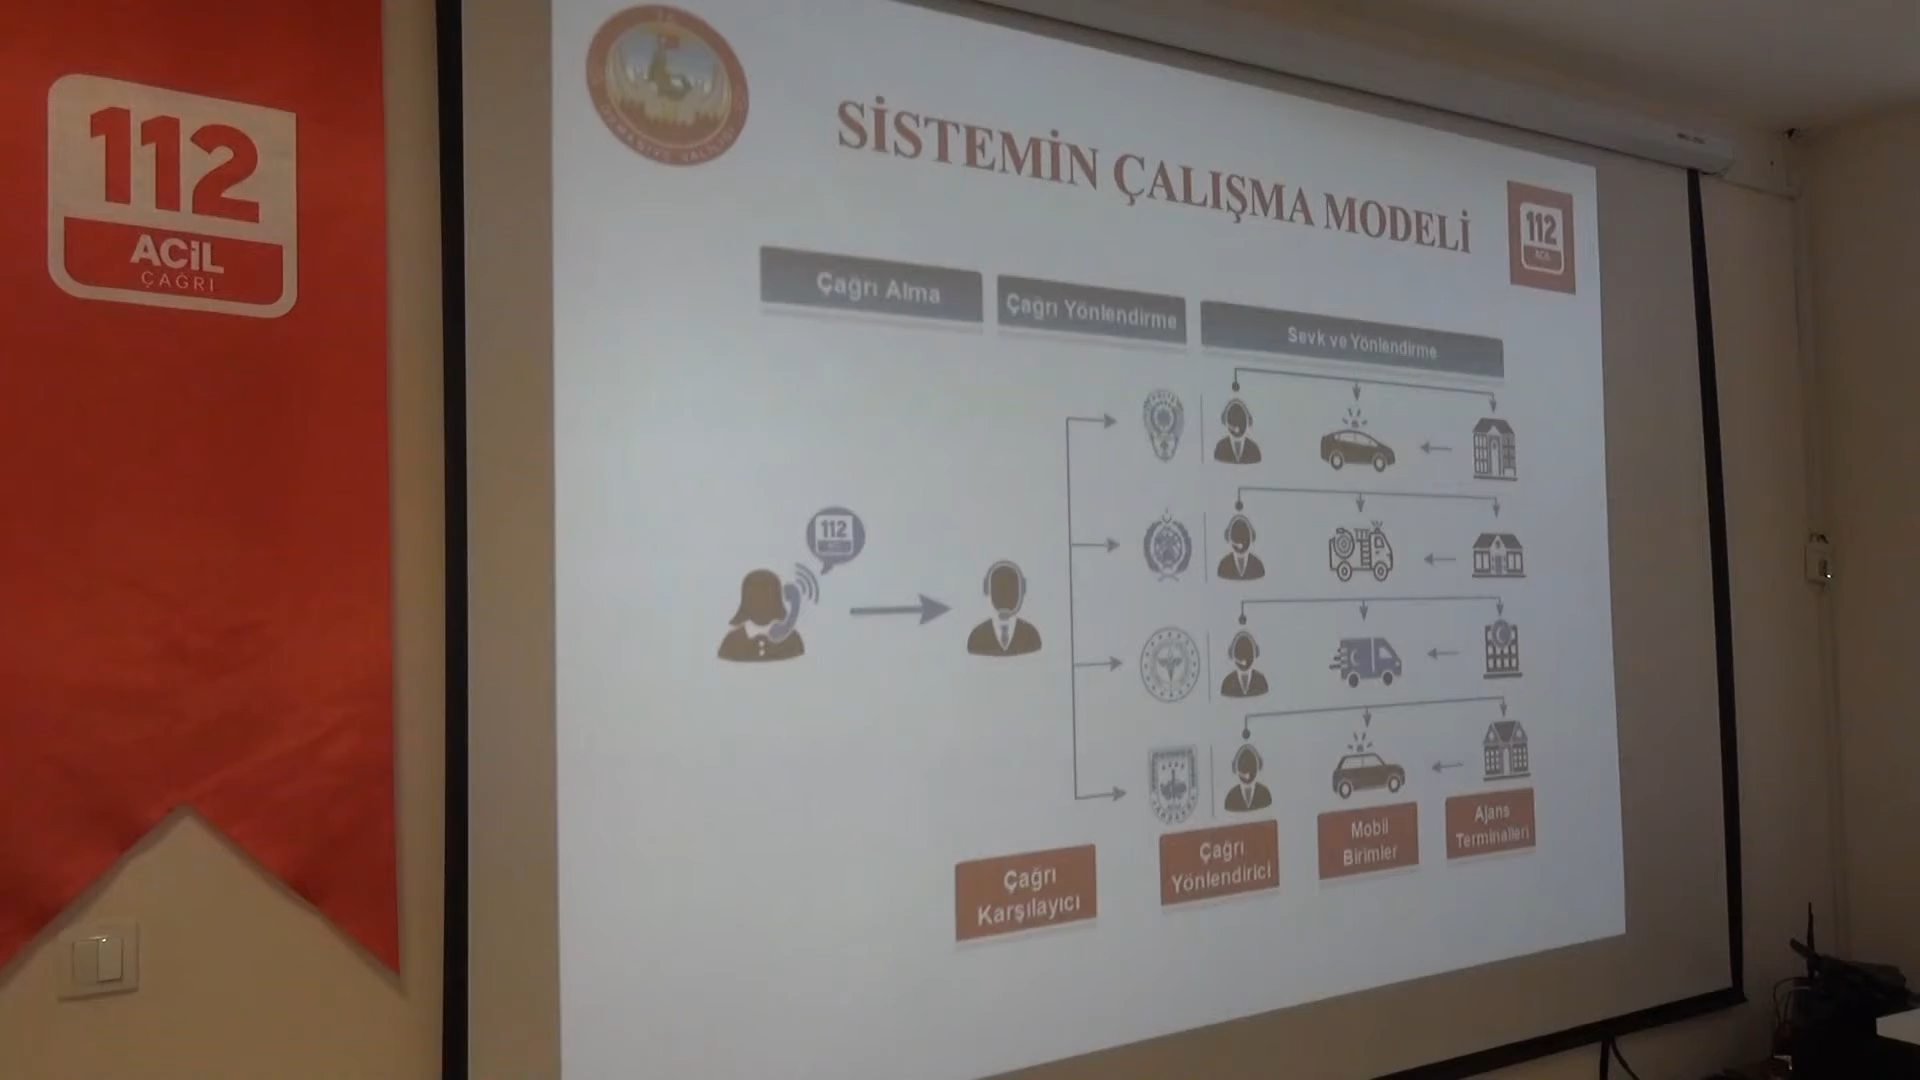 112
ACİL
ÇAĞRI
SİSTEMİN ÇALIŞMA MODELİ
112
ACİL
Çağrı Alma
Çağrı Yönlendirme
Sevk ve Yönlendirme
112
Çağrı
Karşılayıcı
Çağrı
Yönlendirici
Mobil
Birimler
Ajans
Terminalleri